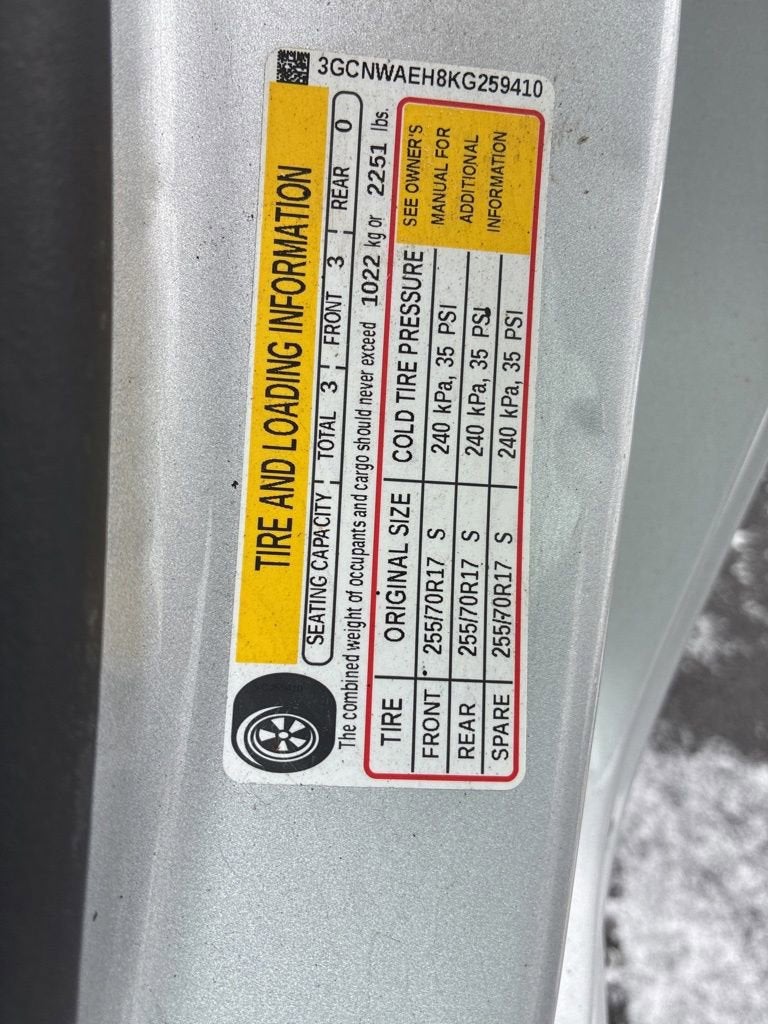 3GCNWAEH8KG259410
TIRE AND LOADING INFORMATION
SEATING CAPACITY TOTAL 3 FRONT 3 REAR 0
The combined weight of occupants and cargo should never exceed 1022 kg or 2251 lbs.
TIRE ORIGINAL SIZE COLD TIRE PRESSURE
FRONT 255/70R17 S 240 kPa, 35 PSI
REAR 255/70R17 S 240 kPa, 35 PSI
SPARE 255/70R17 S 240 kPa, 35 PSI
SEE OWNER'S
MANUAL FOR
ADDITIONAL
INFORMATION